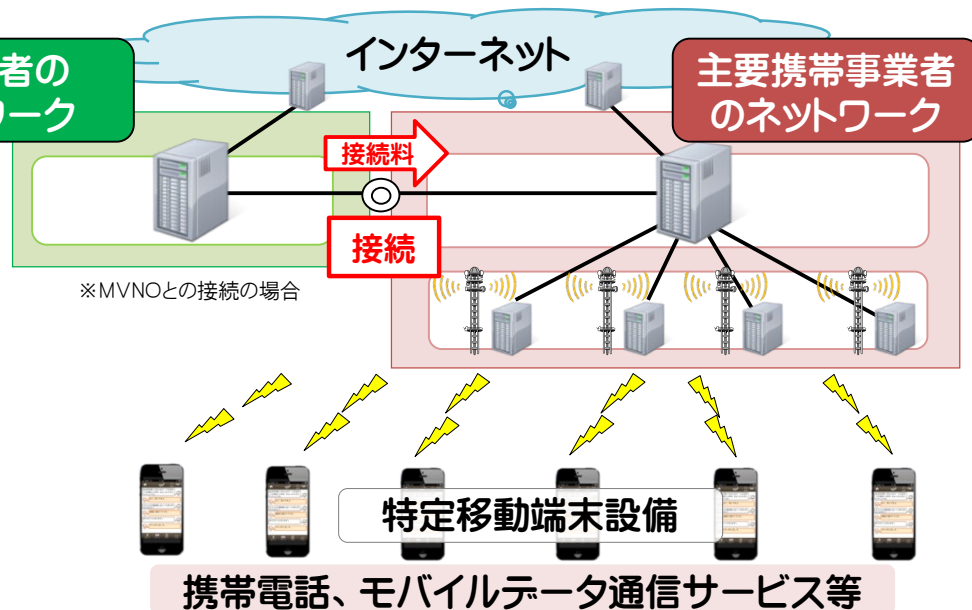 インターネット
者の
ワーク
主要携帯事業者
のネットワーク
接続料
接続
※MVNOとの接続の場合
特定移動端末設備
携帯電話、モバイルデータ通信サービス等